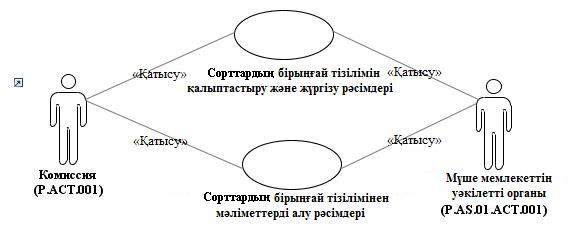 «Қатысу»
«Қатысу»
Сорттардың бірыңғай тізілімін
қалыптастыру және жүргізу рәсімдері
«Қатысу»
«Қатысу»
Комиссия
(P.ACT.001)
Сорттардың бірыңғай тізілімінен
мәліметтерді алу рәсімдері
Мүше мемлекеттін
уәкілетті органы
(P.AS.01.ACT.001)